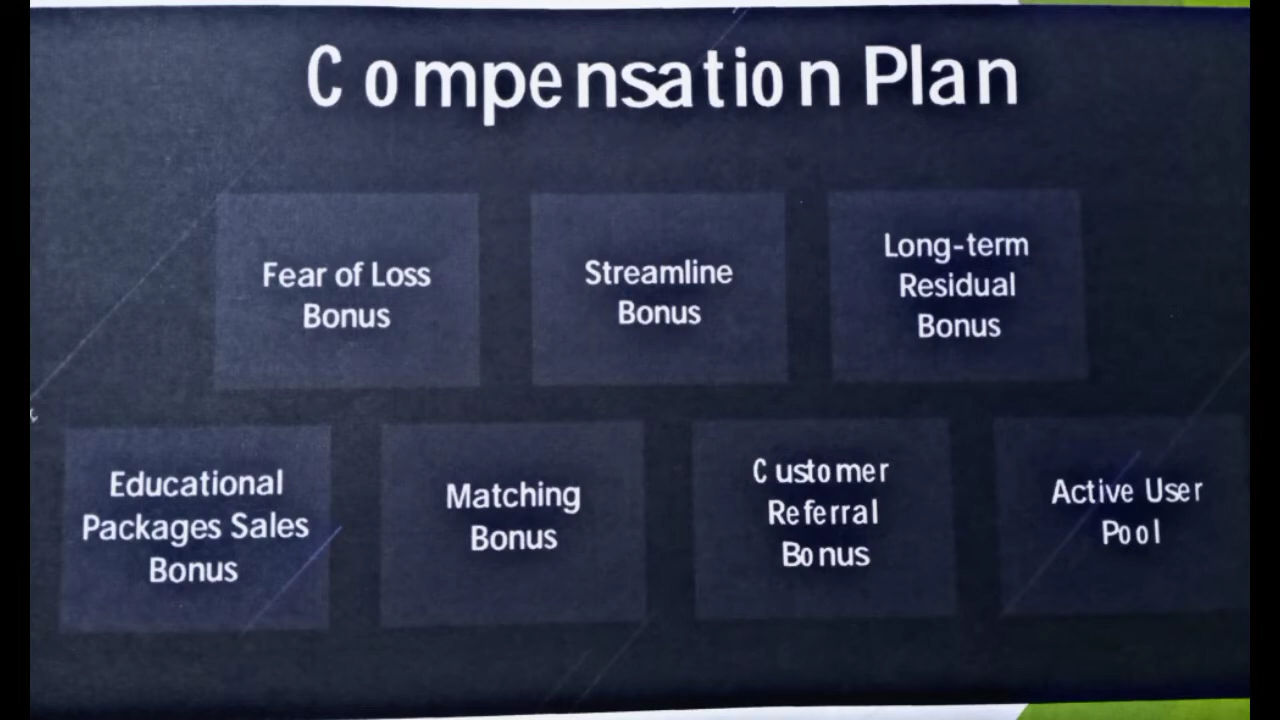 Compensation Plan
Fear of Loss
Bonus
Streamline
Bonus
Long-term
Residual
Bonus
Educational
Packages Sales
Bonus
Matching
Bonus
Customer
Referral
Bonus
Active User
Pool